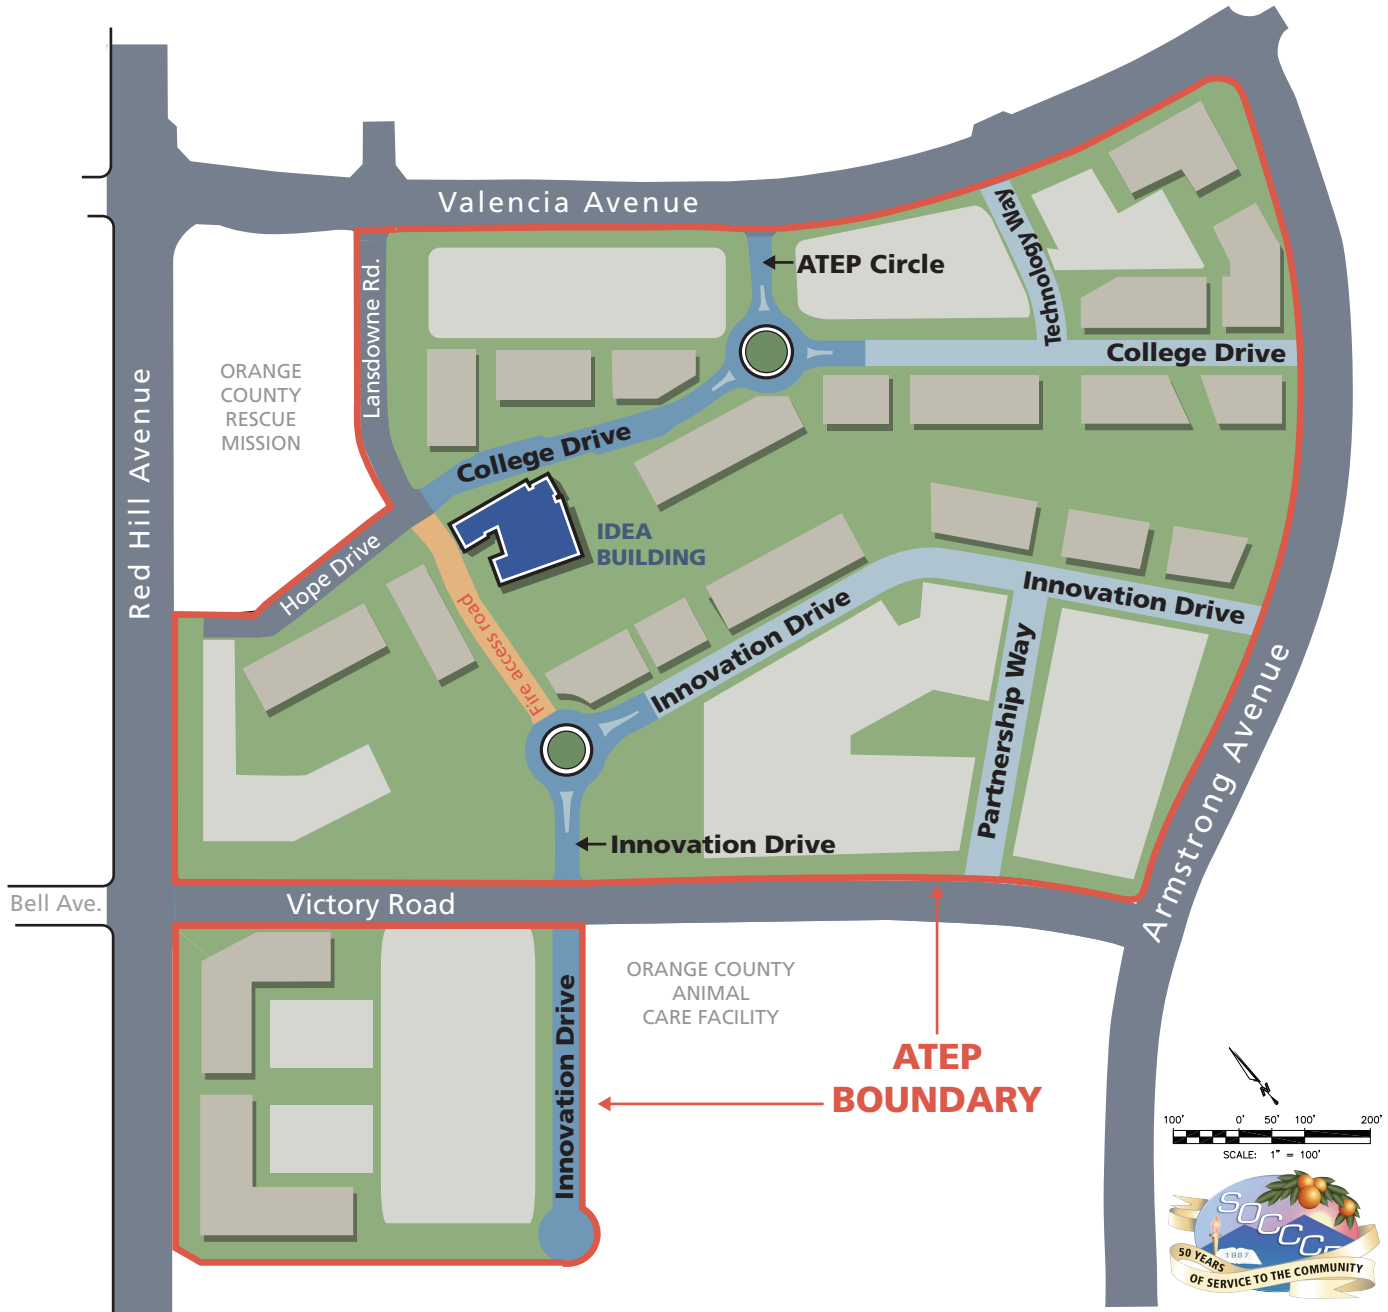 Valencia Avenue
Technology Way
ATEP Circle
Lansdowne Rd.
College Drive
ORANGE
COUNTY
RESCUE
MISSION
Red Hill Avenue
College Drive
IDEA
BUILDING
Hope Drive
Fire access road
Innovation Drive
Innovation Drive
Partnership Way
Armstrong Avenue
Innovation Drive
Bell Ave.
Victory Road
Innovation Drive
ORANGE COUNTY
ANIMAL
CARE FACILITY
ATEP
BOUNDARY
N
100' 0' 50' 100' 200'
SCALE: 1" = 100'
SOCCCD
1967
50 YEARS
OF SERVICE TO THE COMMUNITY